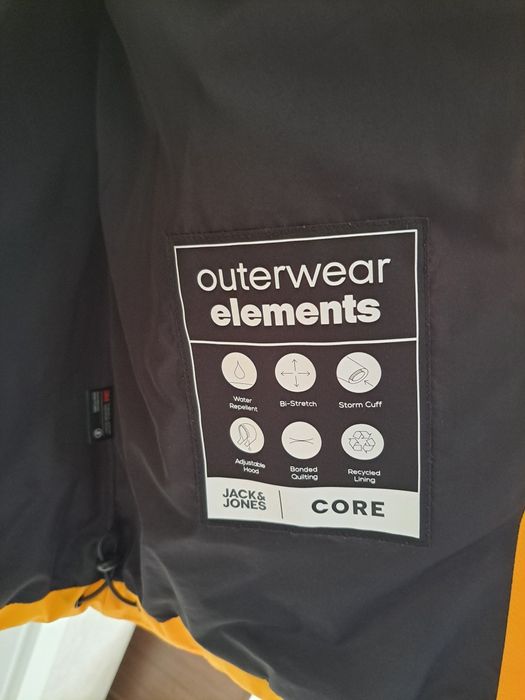 outerwear
elements
Water
Repellent
Bi-Stretch
Storm Cuff
Adjustable
Hood
Bonded
Quilting
Recycled
Lining
JACK&
JONES
CORE